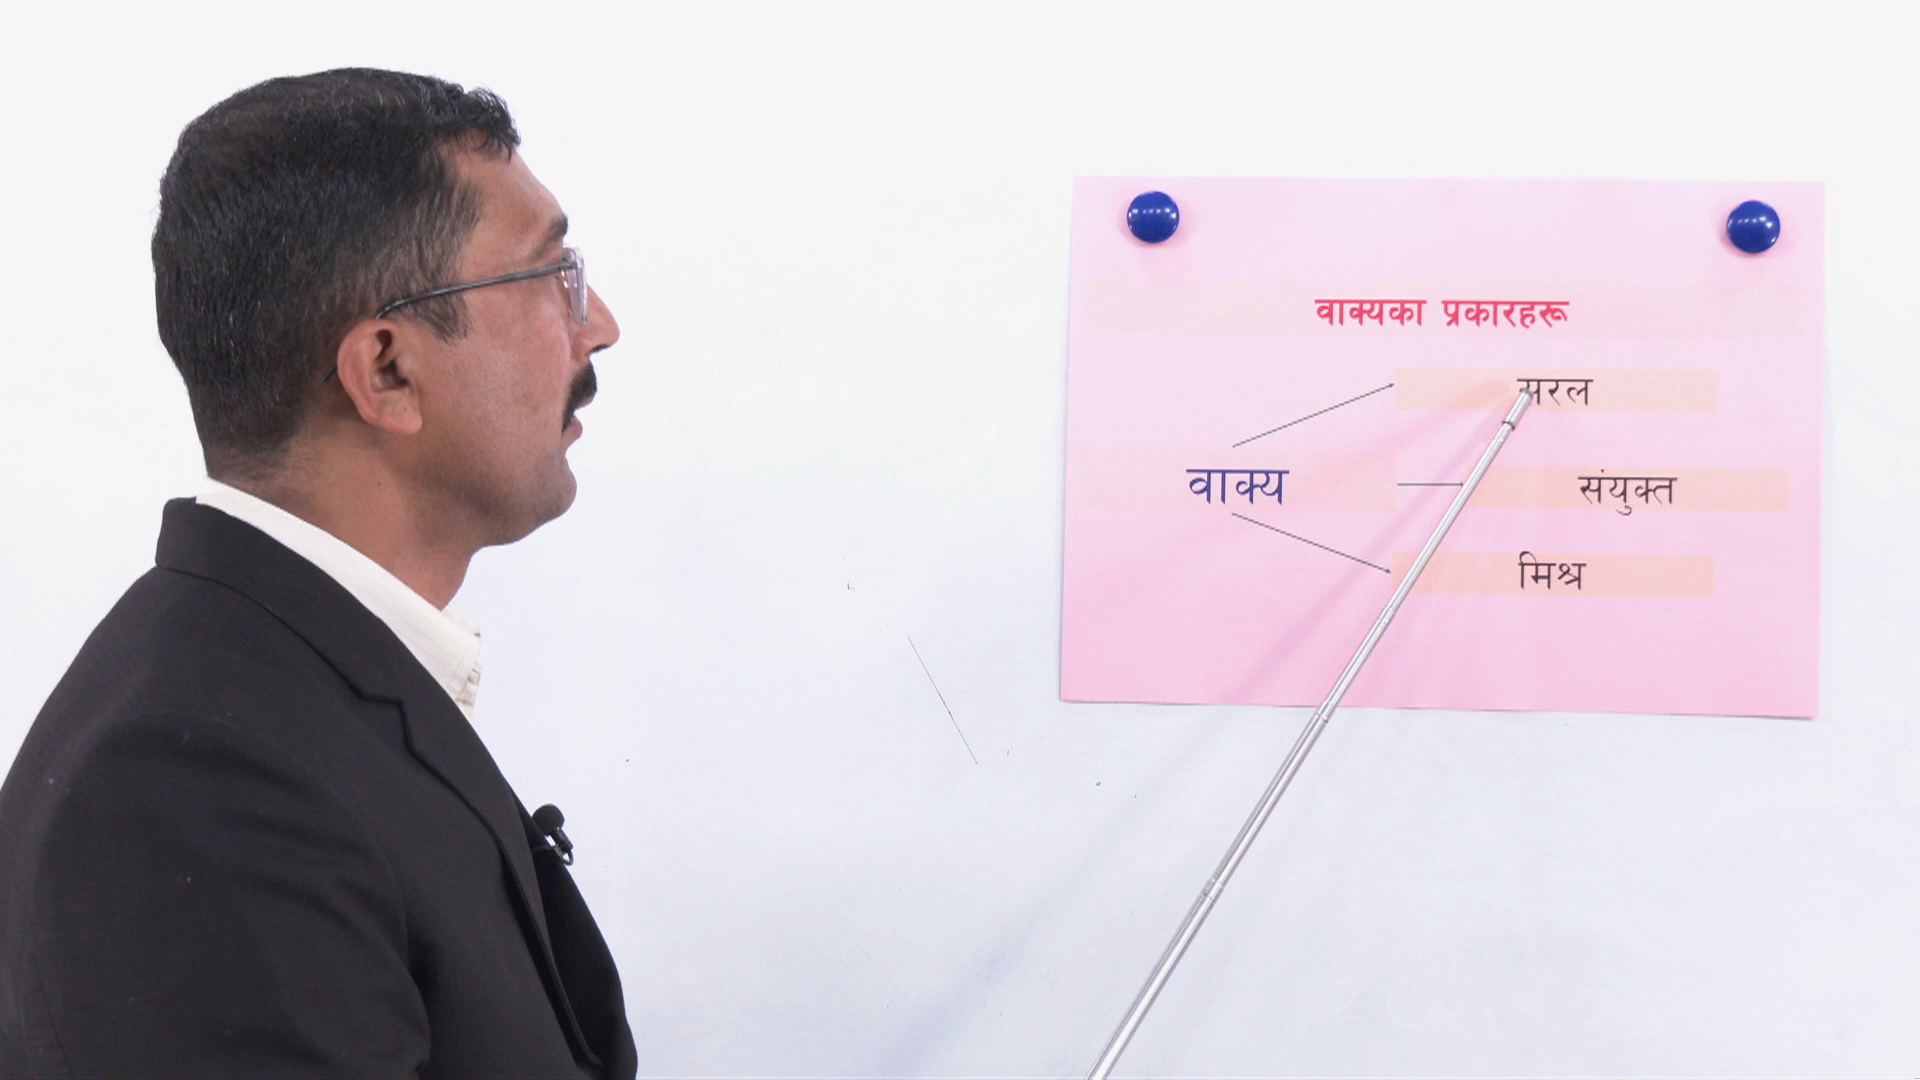 वाक्यका प्रकारहरू
सरल
वाक्य
संयुक्त
मिश्र